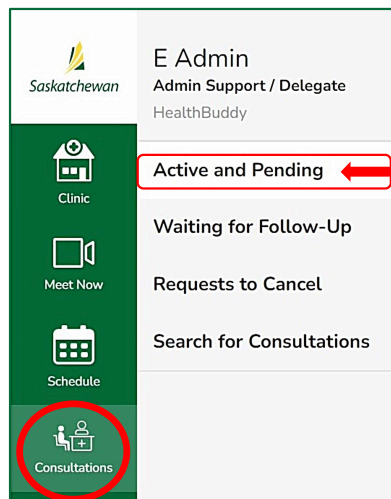 Saskatchewan
Clinic
Meet Now
Schedule
Consultations
E Admin
Admin Support / Delegate
HealthBuddy
Active and Pending
Waiting for Follow-Up
Requests to Cancel
Search for Consultations